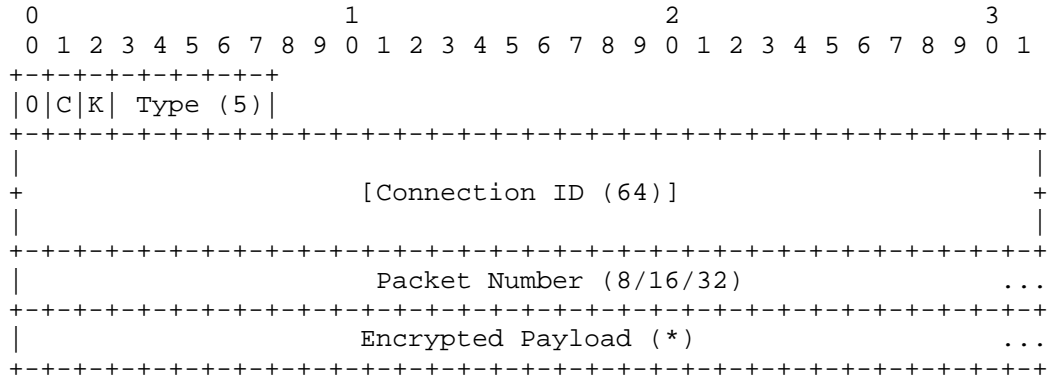 0                   1                   2                   3
 0 1 2 3 4 5 6 7 8 9 0 1 2 3 4 5 6 7 8 9 0 1 2 3 4 5 6 7 8 9 0 1
+-+-+-+-+-+-+-+-+
|0|C|K| Type (5)|
+-+-+-+-+-+-+-+-+-+-+-+-+-+-+-+-+-+-+-+-+-+-+-+-+-+-+-+-+-+-+-+-+
|                                                               |
+                     [Connection ID (64)]                      +
|                                                               |
+-+-+-+-+-+-+-+-+-+-+-+-+-+-+-+-+-+-+-+-+-+-+-+-+-+-+-+-+-+-+-+-+
|                      Packet Number (8/16/32)                ...
+-+-+-+-+-+-+-+-+-+-+-+-+-+-+-+-+-+-+-+-+-+-+-+-+-+-+-+-+-+-+-+-+
|                     Encrypted Payload (*)                   ...
+-+-+-+-+-+-+-+-+-+-+-+-+-+-+-+-+-+-+-+-+-+-+-+-+-+-+-+-+-+-+-+-+